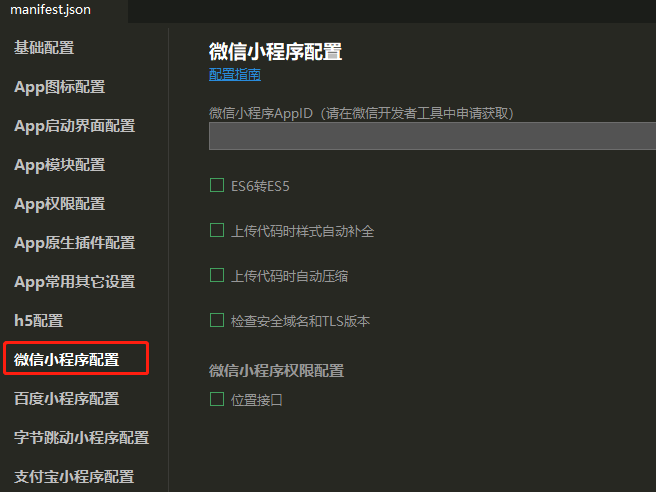 manifest.json
基础配置
App图标配置
App启动界面配置
App模块配置
App权限配置
App原生插件配置
App常用其它设置
h5配置
微信小程序配置
百度小程序配置
字节跳动小程序配置
支付宝小程序配置
微信小程序配置
配置指南
微信小程序AppID（请在微信开发者工具中申请获取）
ES6转ES5
上传代码时样式自动补全
上传代码时自动压缩
检查安全域名和TLS版本
微信小程序权限配置
位置接口